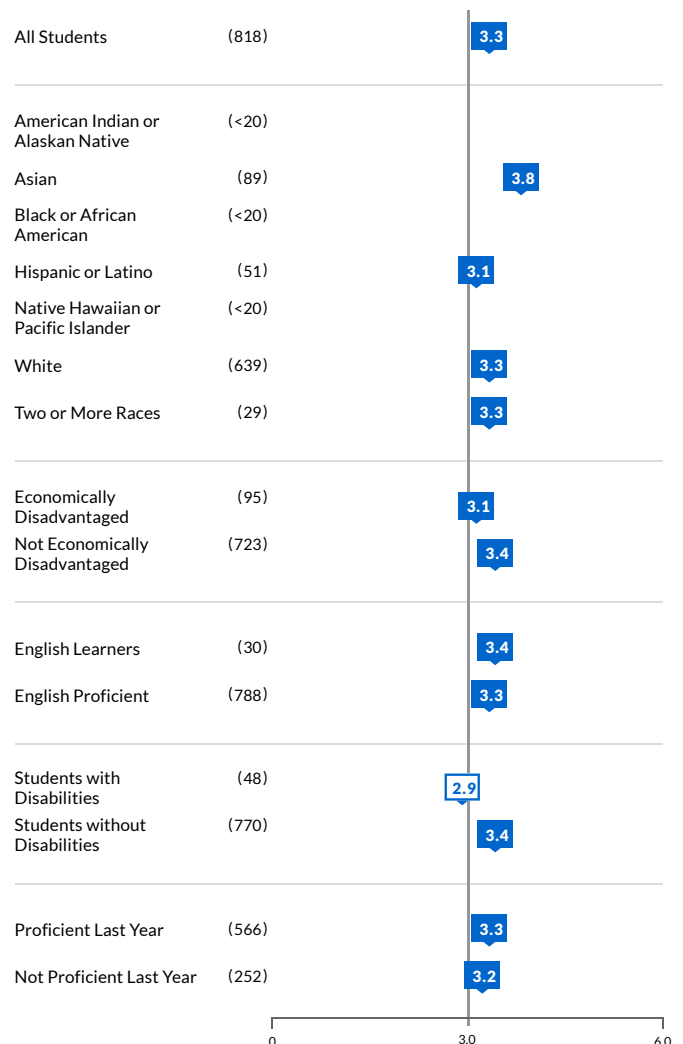 All Students (818) 3.3
American Indian or (<20)
Alaskan Native
Asian (89) 3.8
Black or African (<20)
American
Hispanic or Latino (51) 3.1
Native Hawaiian or (<20)
Pacific Islander
White (639) 3.3
Two or More Races (29) 3.3
Economically (95) 3.1
Disadvantaged
Not Economically (723) 3.4
Disadvantaged
English Learners (30) 3.4
English Proficient (788) 3.3
Students with (48) 2.9
Disabilities
Students without (770) 3.4
Disabilities
Proficient Last Year (566) 3.3
Not Proficient Last Year (252) 3.2
0 3.0 6.0